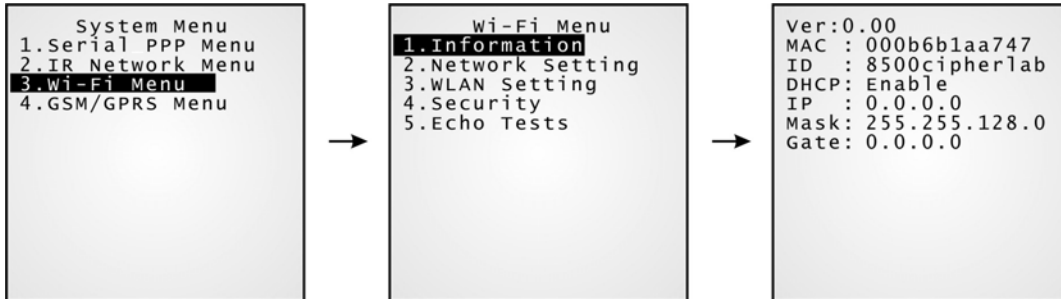 System Menu
1.Serial PPP Menu
2.IR Network Menu
3.Wi-Fi Menu
4.GSM/GPRS Menu
Wi-Fi Menu
1.Information
2.Network Setting
3.WLAN Setting
4.Security
5.Echo Tests
Ver:0.00
MAC : 000b6b1aa747
ID : 8500cipherlab
DHCP: Enable
IP : 0.0.0.0
Mask: 255.255.128.0
Gate: 0.0.0.0